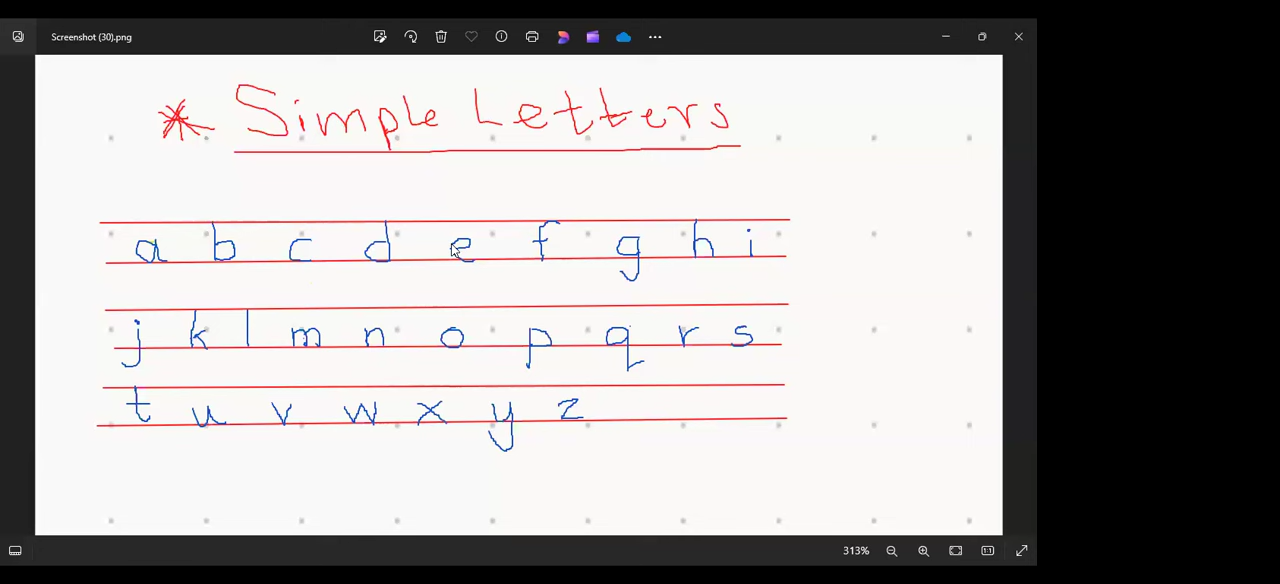 Screenshot (30).png
* Simple Letters
a b c d e f g h i
j k l m n o p q r s
t u v w x y z
313%